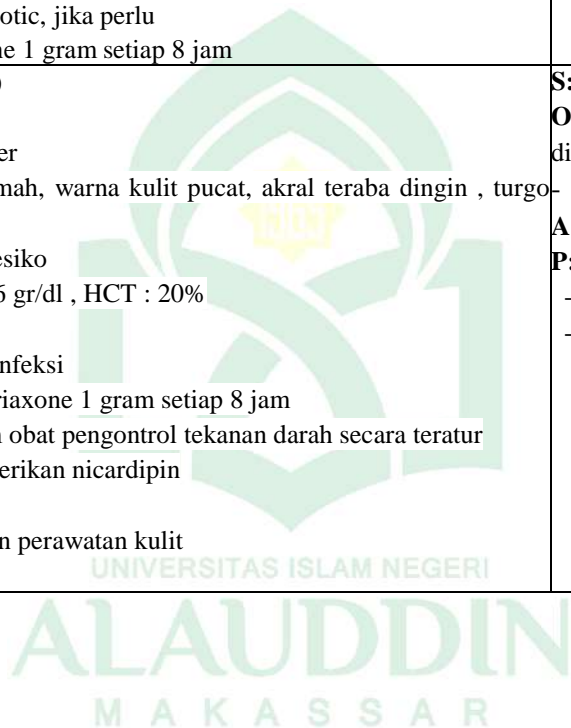 otic, jika perlu
ne 1 gram setiap 8 jam
)
er
mah, warna kulit pucat, akral teraba dingin , turgo-
esiko
6 gr/dl , HCT : 20%
nfeksi
riaxone 1 gram setiap 8 jam
n obat pengontrol tekanan darah secara teratur
erikan nicardipin
n perawatan kulit
S:
O
di
A
P:
-
-
UNIVERSITAS ISLAM NEGERI
ALAUDDIN
MAKASSAR